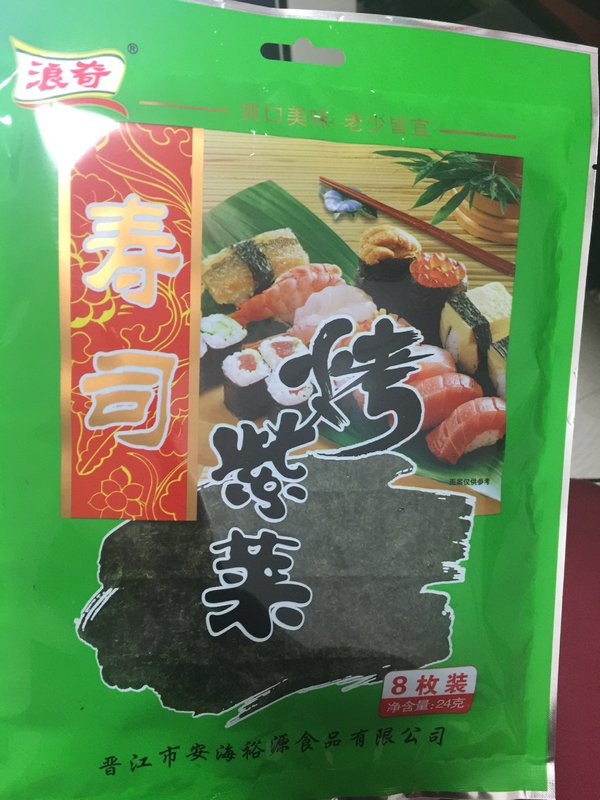 浪奇®
爽口美味 老少皆宜
寿司
烤紫菜
图案仅供参考
8枚装
净含量:24克
晋江市安海裕源食品有限公司